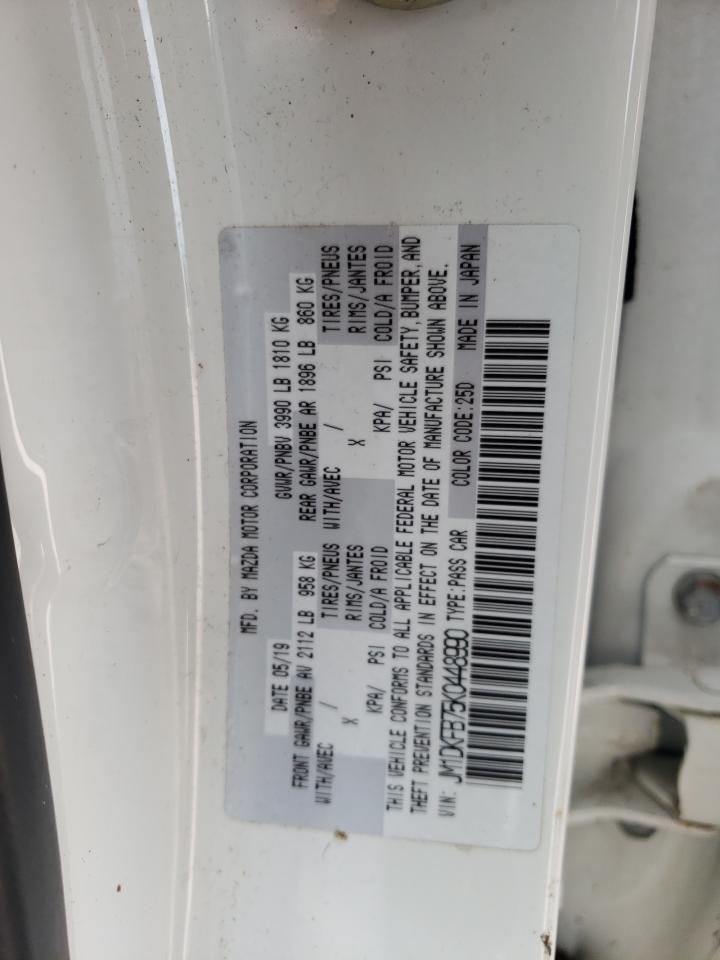 MFD. BY MAZDA MOTOR CORPORATION
DATE 05/19 GVWR/PNBV 3990 LB 1810 KG
FRONT GAWR/PNBE AV 2112 LB 958 KG REAR GAWR/PNBE AR 1896 LB 860 KG
WITH/AVEC / TIRES/PNEUS WITH/AVEC / TIRES/PNEUS
X RIMS/JANTES X RIMS/JANTES
KPA/ PSI COLD/A FROID KPA/ PSI COLD/A FROID
THIS VEHICLE CONFORMS TO ALL APPLICABLE FEDERAL MOTOR VEHICLE SAFETY, BUMPER, AND
THEFT PREVENTION STANDARDS IN EFFECT ON THE DATE OF MANUFACTURE SHOWN ABOVE.
VIN: JM1DKFB75K0448990 TYPE:PASS CAR COLOR CODE:25D MADE IN JAPAN